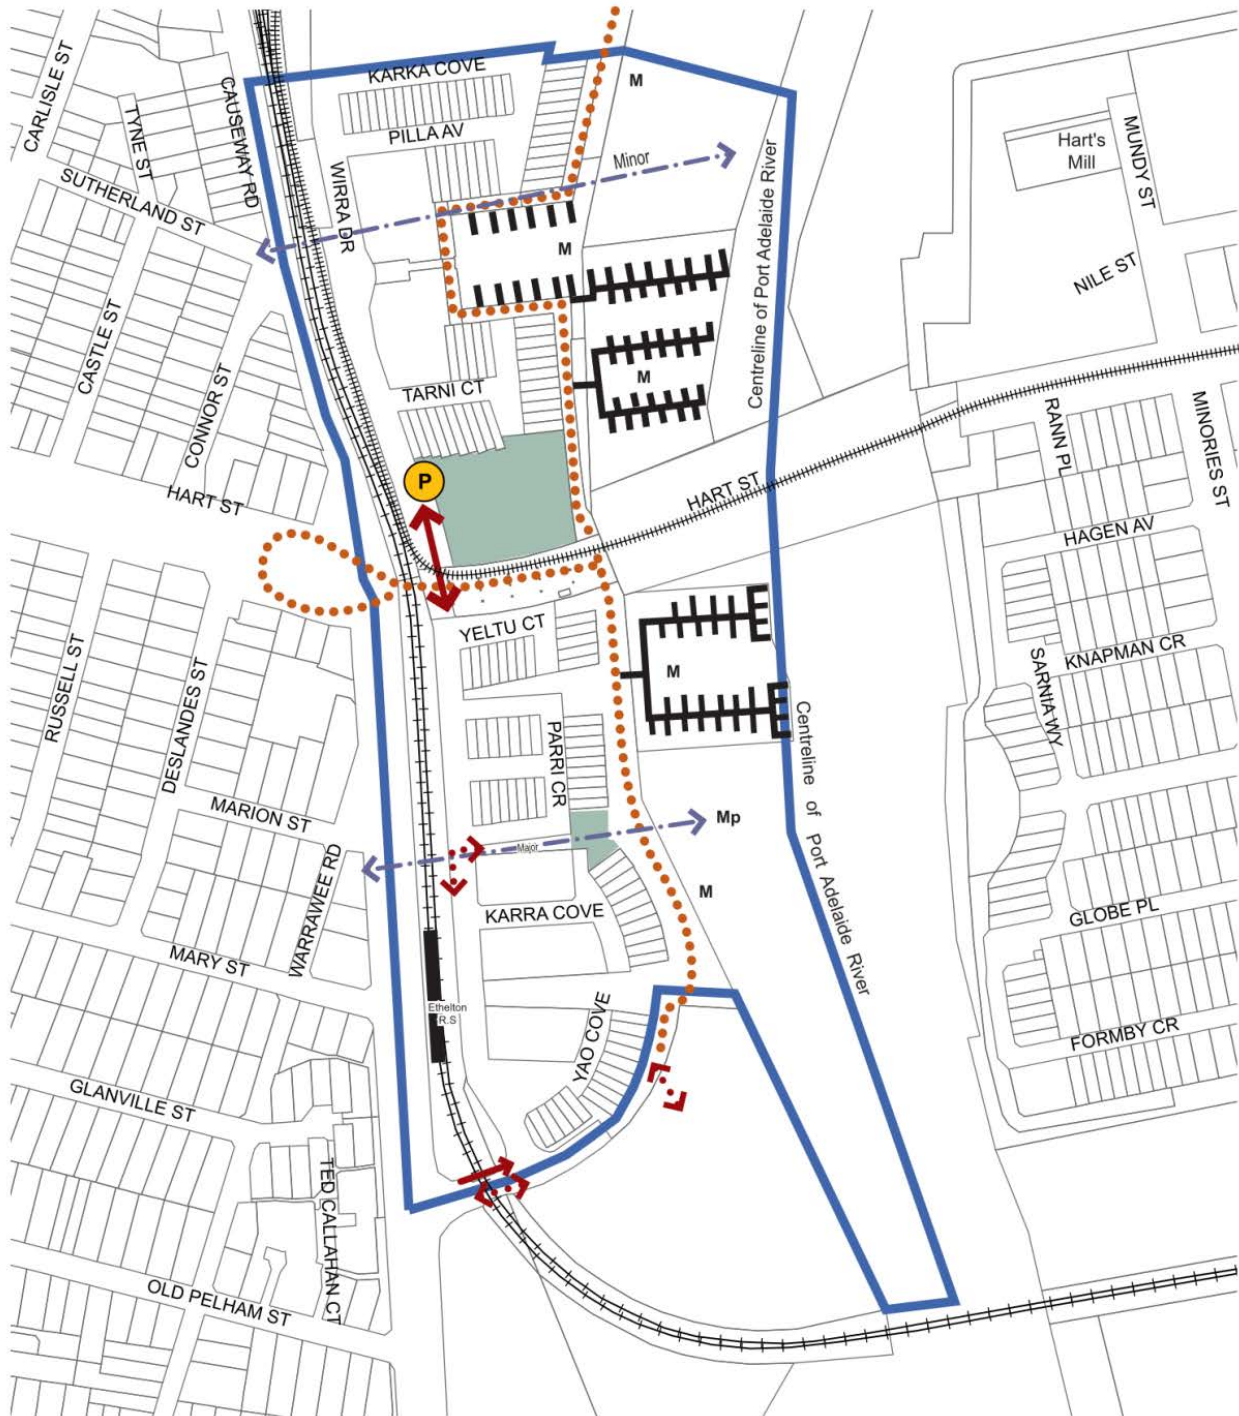 CARLISLE ST
TYNE ST
CAUSEWAY RD
SUTHERLAND ST
KARKA COVE
PILLA AV
WIRRA DR
M
Minor
M
Centreline of Port Adelaide River
Hart's
Mill
MUNDY ST
NILE ST
CASTLE ST
CONNOR ST
TARNI CT
M
HART ST
P
HART ST
RANN PL
MINORIES ST
HAGEN AV
YELTU CT
M
KNAPMAN CR
SARNIA WY
RUSSELL ST
DESLANDES ST
PARRI CR
Centreline of Port Adelaide River
MARION ST
Mp
Major
WARRAWEE RD
M
KARRA COVE
GLOBE PL
MARY ST
Ethelton
R.S
YAO COVE
FORMBY CR
GLANVILLE ST
TED CALLAHAN CT
OLD PELHAM ST